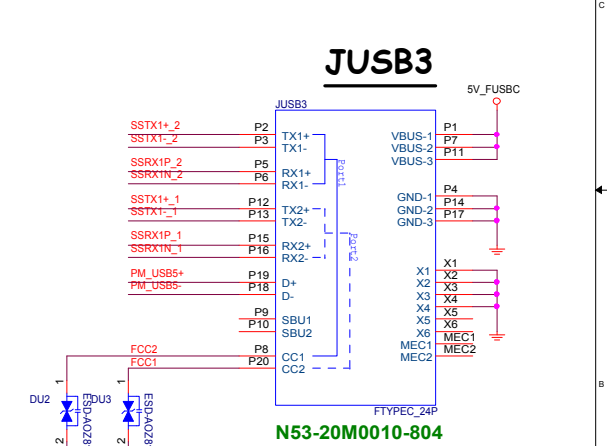 C
JUSB3
5V_FUSBC
JUSB3
SSTX1+_2 P2 TX1+ VBUS-1 P1
SSTX1-_2 P3 TX1- VBUS-2 P7
VBUS-3 P11
SSRX1P_2 P5 RX1+
SSRX1N_2 P6 RX1-
Port1
GND-1 P4
SSTX1+_1 P12 TX2+ GND-2 P14
SSTX1-_1 P13 TX2- GND-3 P17
SSRX1P_1 P15 RX2+
SSRX1N_1 P16 RX2-
Port2
X1 X1
PM_USB5+ P19 D+ X2 X2
PM_USB5- P18 D- X3 X3
X4 X4
P9 SBU1 X5 X5
P10 SBU2 X6 X6
MEC1 MEC1
FCC2 P8 CC1 MEC2 MEC2
FCC1 P20 CC2
1 1
B
DU2 DU3
ESD-AOZ8 ESD-AOZ8
FTYPEC_24P
N53-20M0010-804
2 2